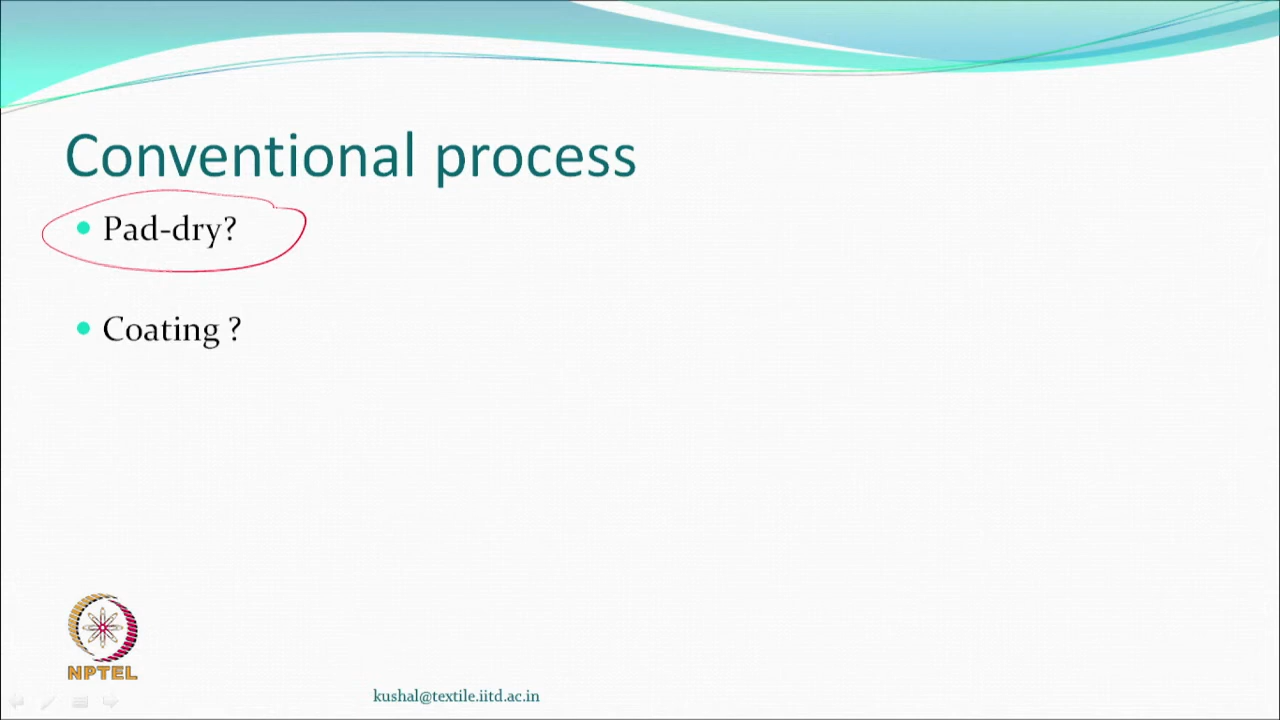 Conventional process
Pad-dry?
Coating ?
NPTEL
kushal@textile.iitd.ac.in